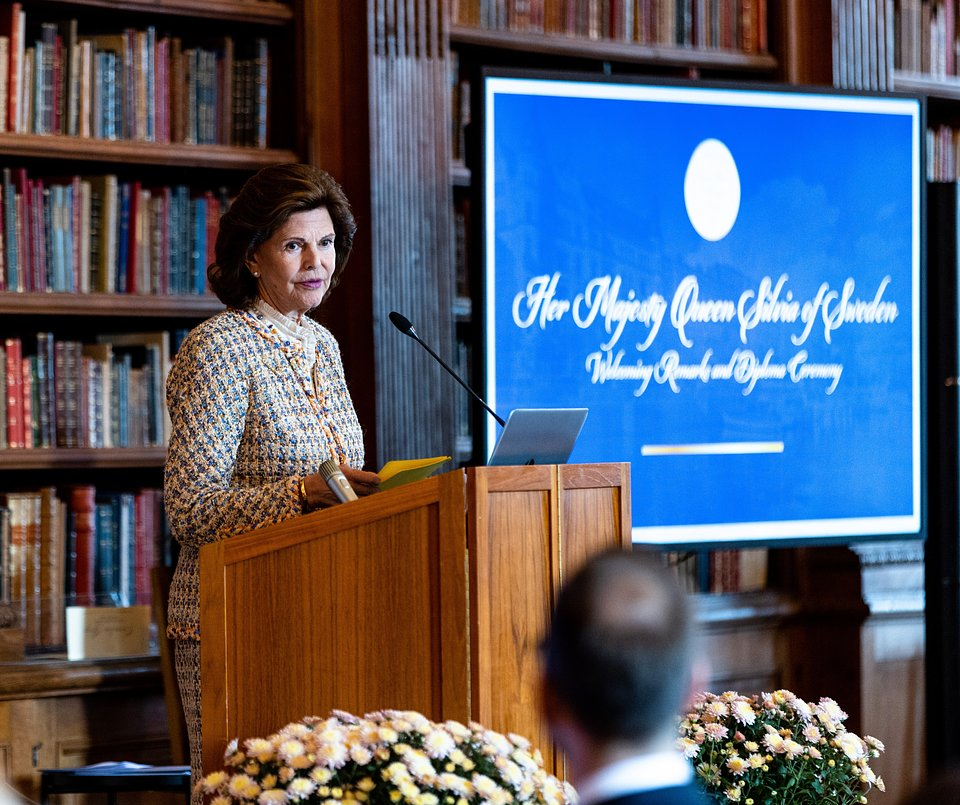 Her Majesty Queen Silvia of Sweden
Welcoming Remarks and Diploma Ceremony